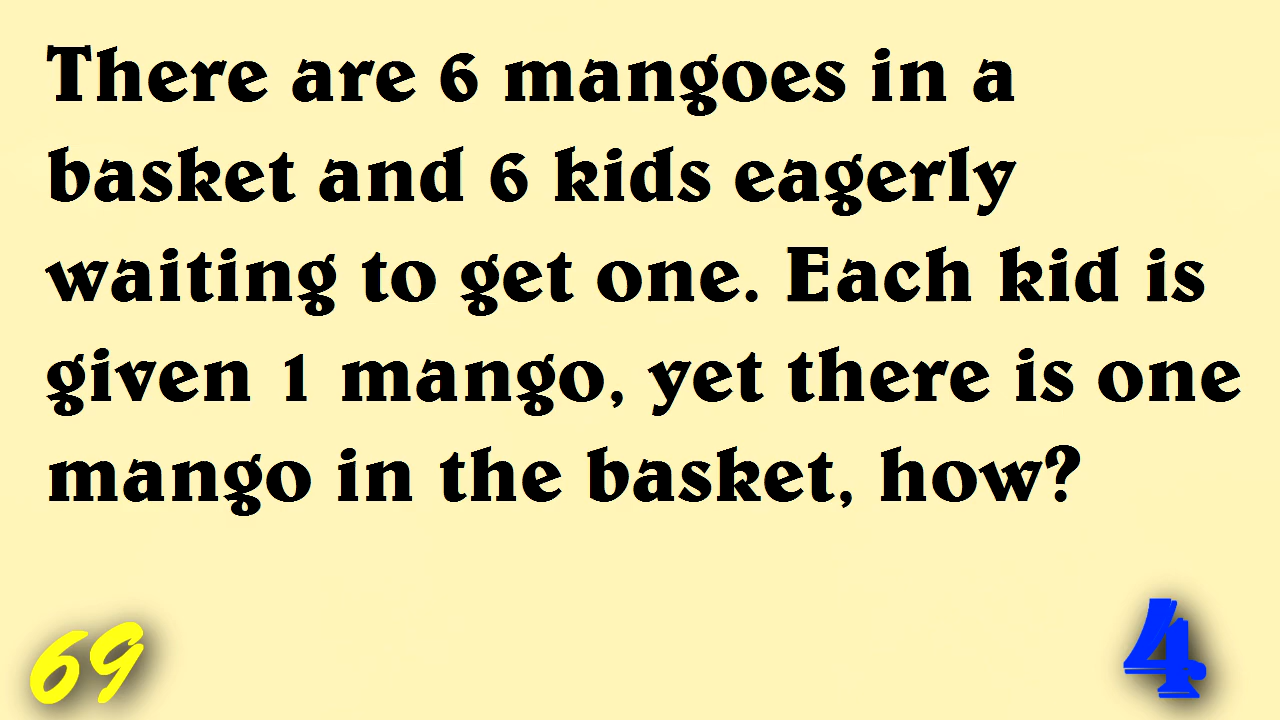 There are 6 mangoes in a
basket and 6 kids eagerly
waiting to get one. Each kid is
given 1 mango, yet there is one
mango in the basket, how?
69
4